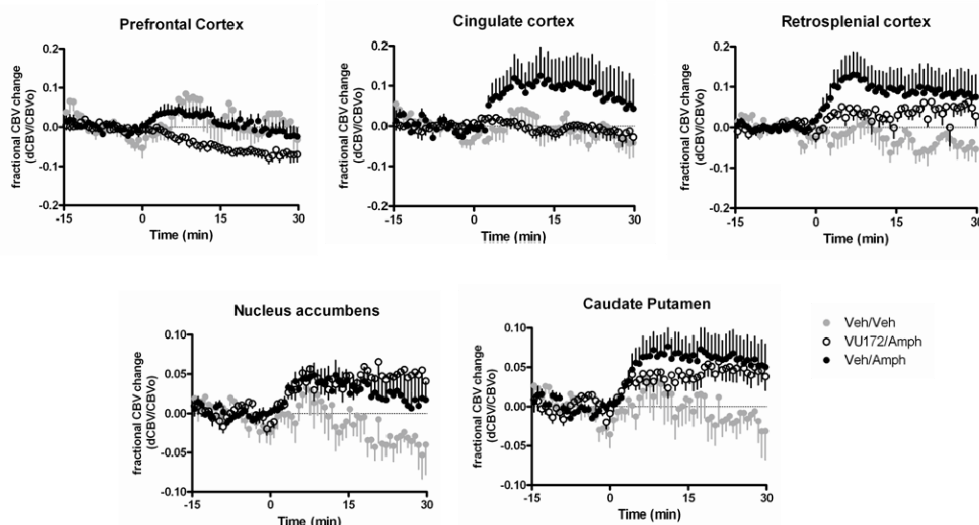 Prefrontal Cortex
fractional CBV change
(dCBV/CBVo)
0.2
0.1
0.0
-0.1
-0.2
-15
0
15
30
Time (min)
Cingulate cortex
fractional CBV change
(dCBV/CBVo)
0.2
0.1
0.0
-0.1
-0.2
-15
0
15
30
Time (min)
Retrosplenial cortex
fractional CBV change
(dCBV/CBVo)
0.2
0.1
0.0
-0.1
-0.2
-15
0
15
30
Time (min)
Nucleus accumbens
fractional CBV change
(dCBV/CBVo)
0.10
0.05
0.00
-0.05
-0.10
-15
0
15
30
Time (min)
Caudate Putamen
fractional CBV change
(dCBV/CBVo)
0.10
0.05
0.00
-0.05
-0.10
-15
0
15
30
Time (min)
Veh/Veh
VU172/Amph
Veh/Amph